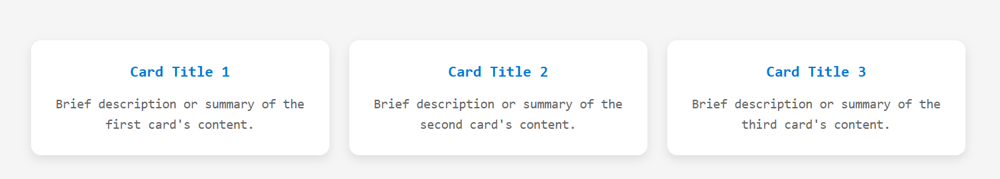 Card Title 1
Brief description or summary of the
first card's content.
Card Title 2
Brief description or summary of the
second card's content.
Card Title 3
Brief description or summary of the
third card's content.